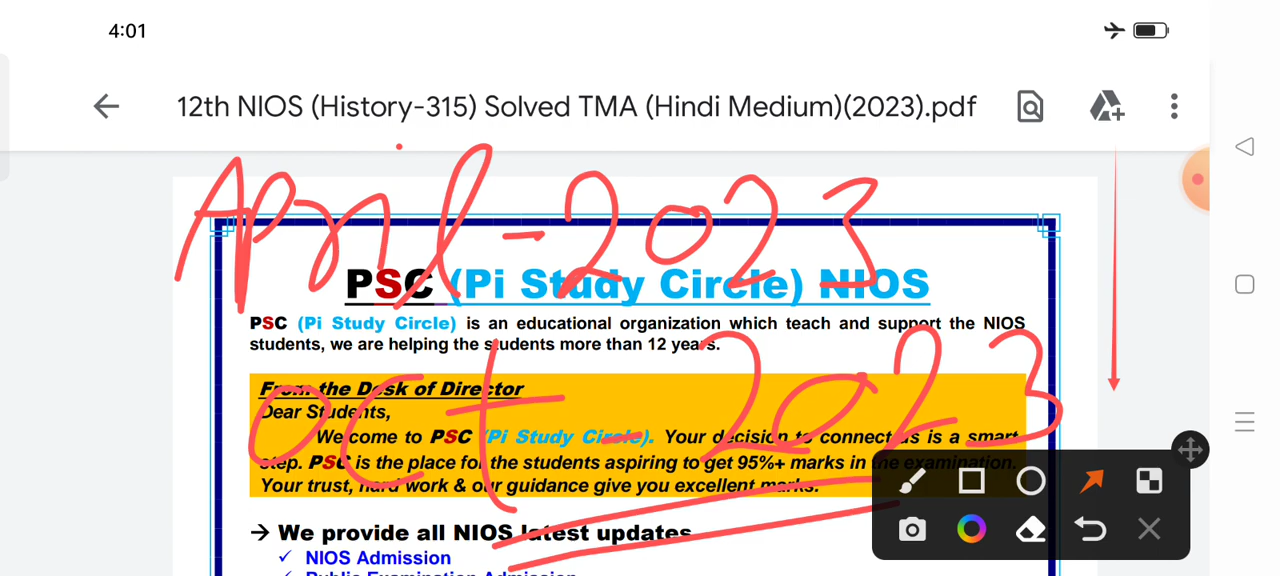 4:01
12th NIOS (History-315) Solved TMA (Hindi Medium)(2023).pdf
April-2023
PSC (Pi Study Circle) NIOS
PSC (Pi Study Circle) is an educational organization which teach and support the NIOS
students, we are helping the students more than 12 years.
From the Desk of Director
Dear Students,
Oct - 2023
Welcome to PSC (Pi Study Circle). Your decision to connect us is a smart
step. PSC is the place for the students aspiring to get 95%+ marks in the examination.
Your trust, hard work & our guidance give you excellent marks.
→ We provide all NIOS latest updates
✓ NIOS Admission
✓ Public Examination Admission